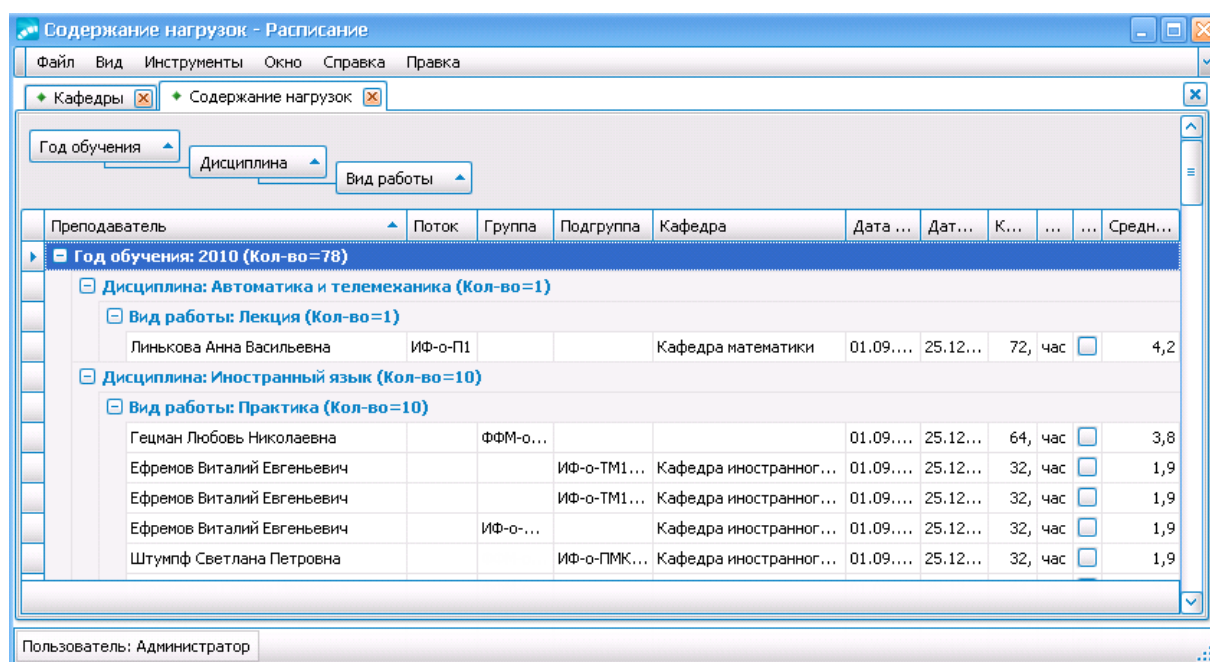 Содержание нагрузок - Расписание
Файл Вид Инструменты Окно Справка Правка
Кафедры Содержание нагрузок
Год обучения
Дисциплина
Вид работы
Преподаватель Поток Группа Подгруппа Кафедра Дата ... Дат... К... ... ... Средн...
Год обучения: 2010 (Кол-во=78)
Дисциплина: Автоматика и телемеханика (Кол-во=1)
Вид работы: Лекция (Кол-во=1)
Линькова Анна Васильевна ИФ-о-П1 Кафедра математики 01.09.... 25.12... 72, час 4,2
Дисциплина: Иностранный язык (Кол-во=10)
Вид работы: Практика (Кол-во=10)
Гецман Любовь Николаевна ФФМ-о... 01.09.... 25.12... 64, час 3,8
Ефремов Виталий Евгеньевич ИФ-о-ТМ1... Кафедра иностранног... 01.09.... 25.12... 32, час 1,9
Ефремов Виталий Евгеньевич ИФ-о-ТМ1... Кафедра иностранног... 01.09.... 25.12... 32, час 1,9
Ефремов Виталий Евгеньевич ИФ-о-... Кафедра иностранног... 01.09.... 25.12... 32, час 1,9
Штумпф Светлана Петровна ИФ-о-ПМК... Кафедра иностранног... 01.09.... 25.12... 32, час 1,9
Пользователь: Администратор